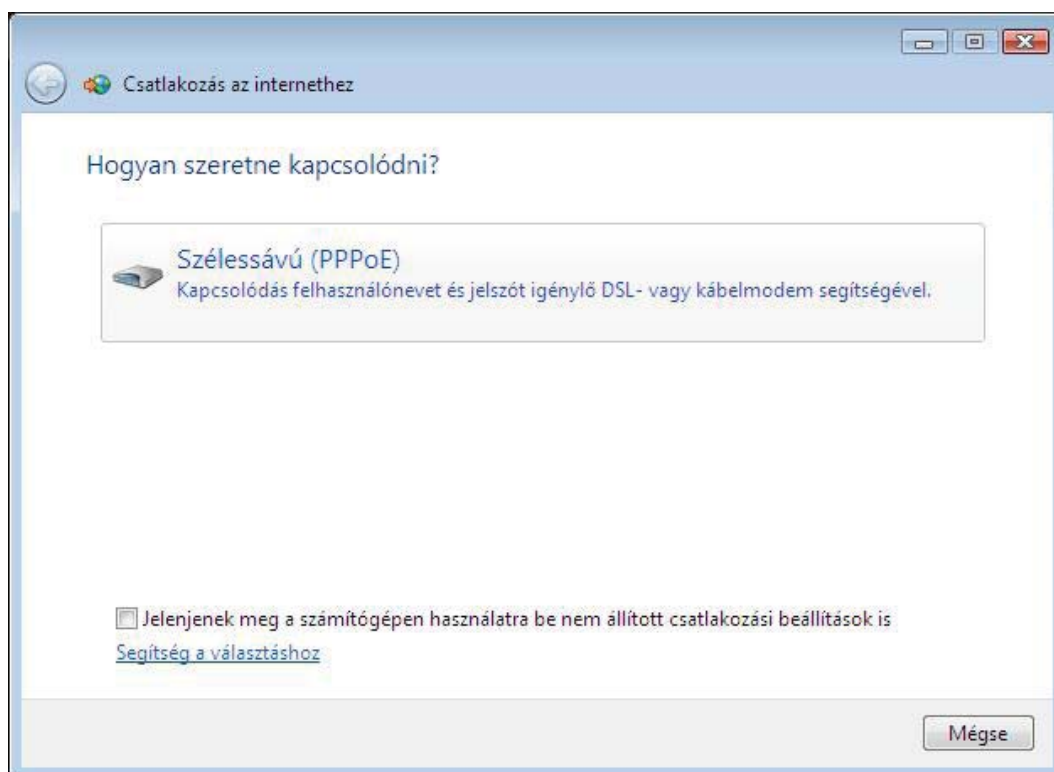 Csatlakozás az internethez
Hogyan szeretne kapcsolódni?
Szélessávú (PPPoE)
Kapcsolódás felhasználónevet és jelszót igénylő DSL- vagy kábelmodem segítségével.
Jelenjenek meg a számítógépen használatra be nem állított csatlakozási beállítások is
Segítség a választáshoz
Mégse